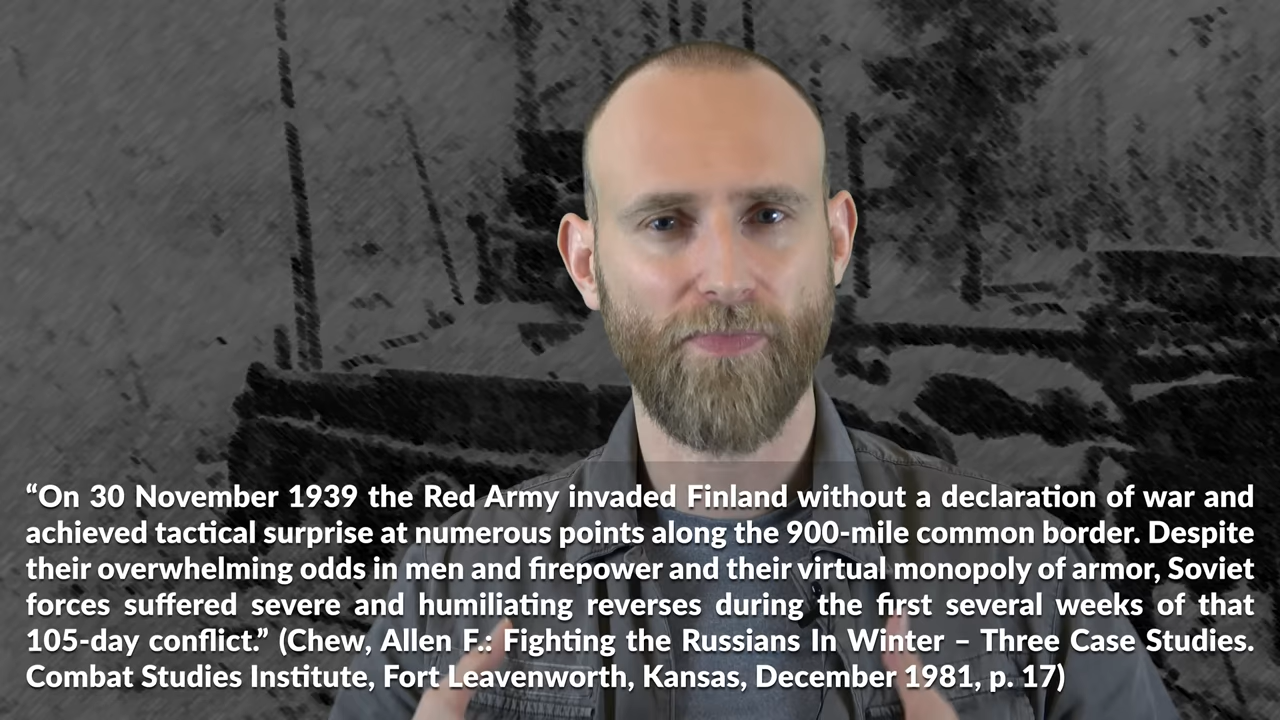 “On 30 November 1939 the Red Army invaded Finland without a declaration of war and
achieved tactical surprise at numerous points along the 900-mile common border. Despite
their overwhelming odds in men and firepower and their virtual monopoly of armor, Soviet
forces suffered severe and humiliating reverses during the first several weeks of that
105-day conflict.” (Chew, Allen F.: Fighting the Russians In Winter – Three Case Studies.
Combat Studies Institute, Fort Leavenworth, Kansas, December 1981, p. 17)